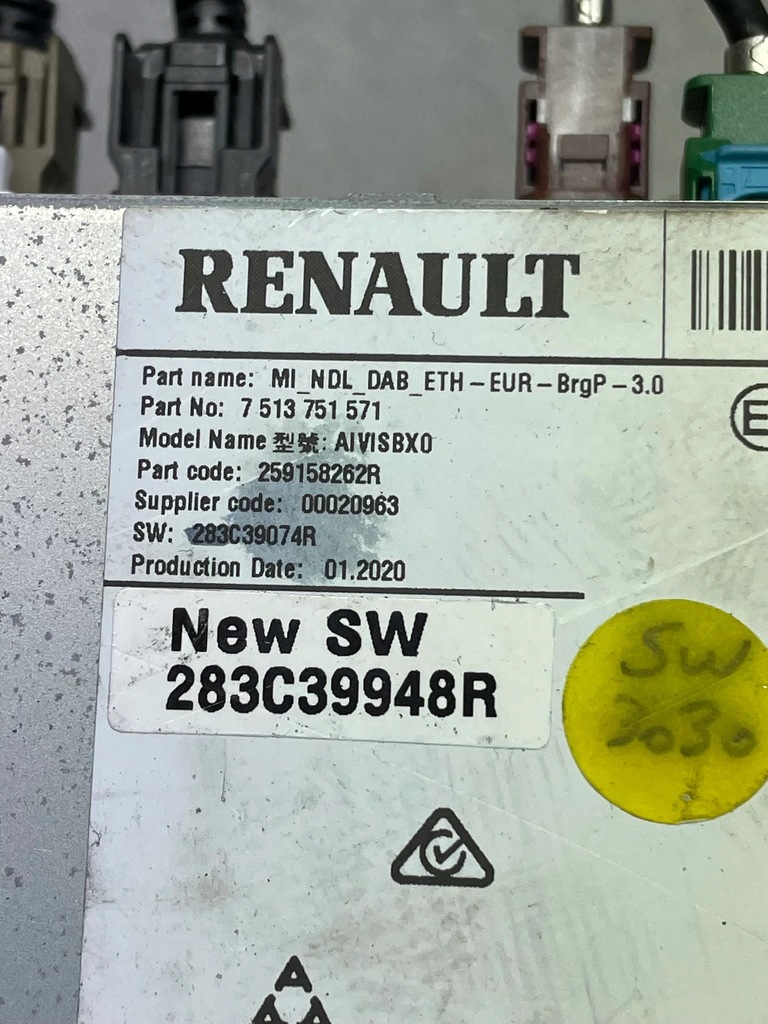 RENAULT
Part name: MI_NDL_DAB_ETH-EUR-BrgP-3.0
Part No: 7 513 751 571
Model Name 型號: AIVISBX0
Part code: 259158262R
Supplier code: 00020963
SW: 283C39074R
Production Date: 01.2020
New SW
283C39948R
SW
3030
E
A
A A